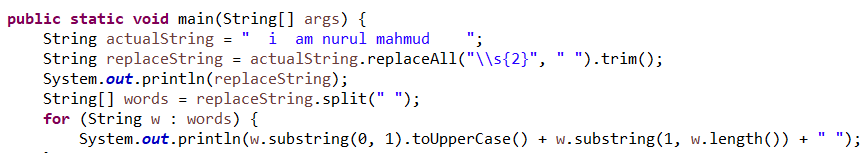 public static void main(String[] args) {
    String actualString = "  i  am nurul mahmud    ";
    String replaceString = actualString.replaceAll("\\s{2}", " ").trim();
    System.out.println(replaceString);
    String[] words = replaceString.split(" ");
    for (String w : words) {
        System.out.println(w.substring(0, 1).toUpperCase() + w.substring(1, w.length()) + " ");